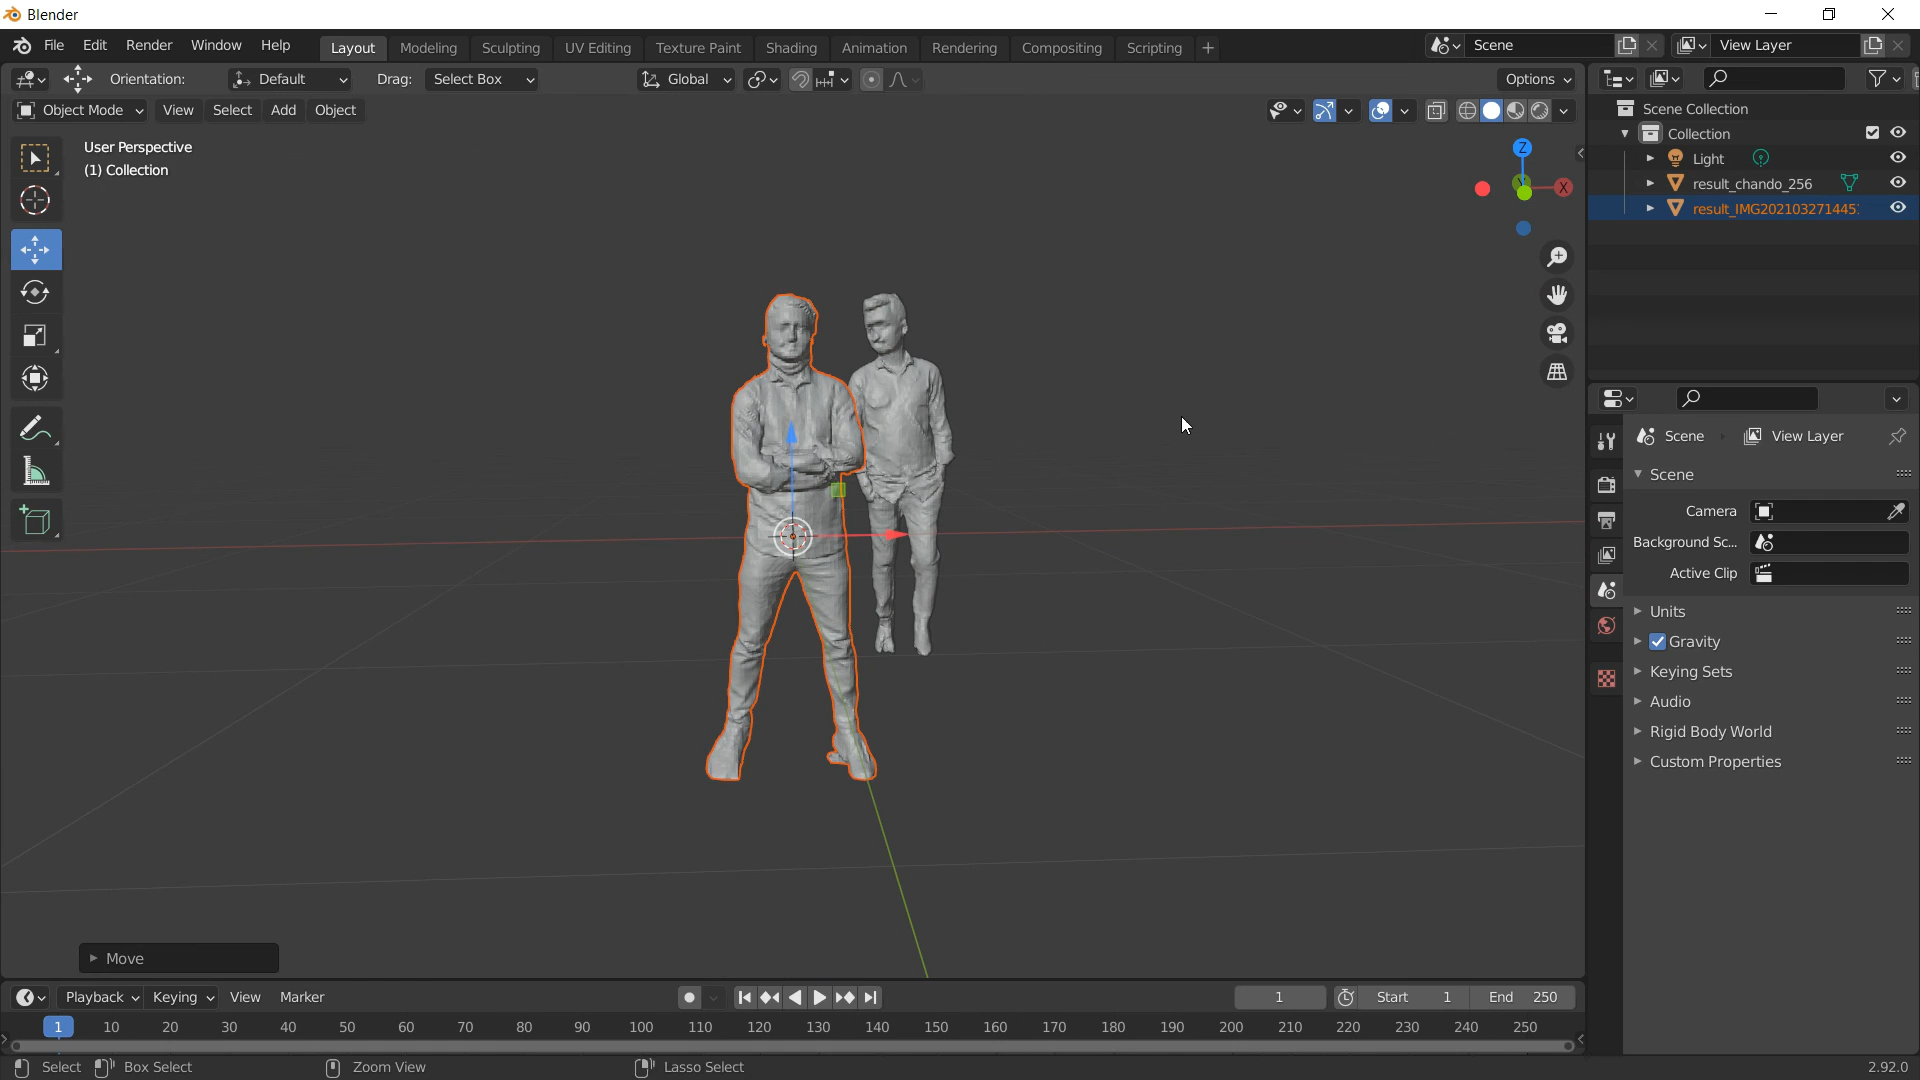 Blender
File Edit Render Window Help Layout Modeling Sculpting UV Editing Texture Paint Shading Animation Rendering Compositing Scripting + Scene View Layer
Orientation: Default Drag: Select Box Global Options
Object Mode View Select Add Object
User Perspective
(1) Collection
Z
X
Scene Collection
Collection
Light
result_chando_256
result_IMG202103271445
Scene View Layer
Scene
Camera
Background Sc...
Active Clip
Units
Gravity
Keying Sets
Audio
Rigid Body World
Custom Properties
Move
Playback Keying View Marker 1 Start 1 End 250
1 10 20 30 40 50 60 70 80 90 100 110 120 130 140 150 160 170 180 190 200 210 220 230 240 250
Select Box Select Zoom View Lasso Select 2.92.0